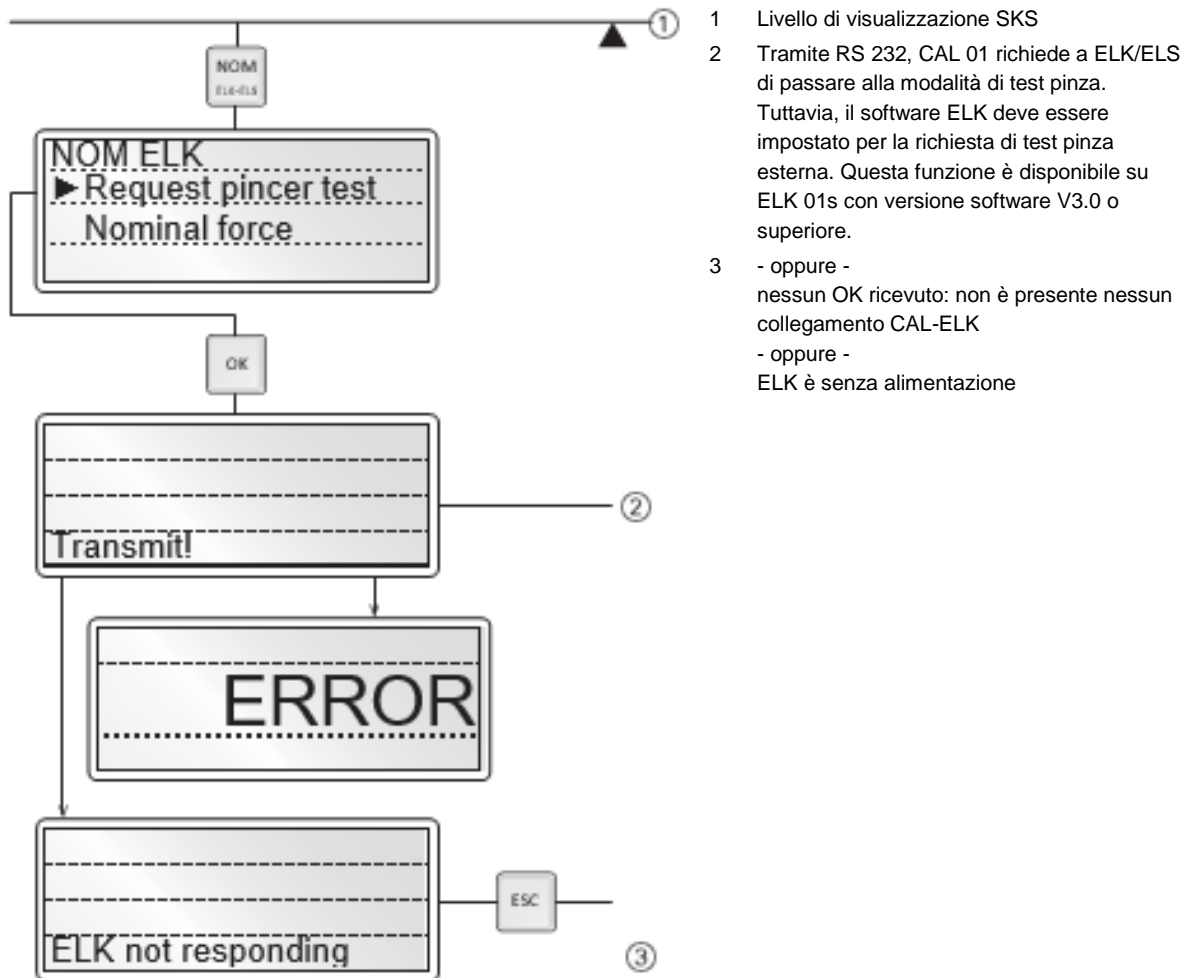 ①
NOM
ELK-ELS
NOM ELK
▶ Request pincer test
Nominal force
OK
Transmit!
②
ERROR
ELK not responding
ESC
③
1 Livello di visualizzazione SKS
2 Tramite RS 232, CAL 01 richiede a ELK/ELS
di passare alla modalità di test pinza.
Tuttavia, il software ELK deve essere
impostato per la richiesta di test pinza
esterna. Questa funzione è disponibile su
ELK 01s con versione software V3.0 o
superiore.
3 - oppure -
nessun OK ricevuto: non è presente nessun
collegamento CAL-ELK
- oppure -
ELK è senza alimentazione